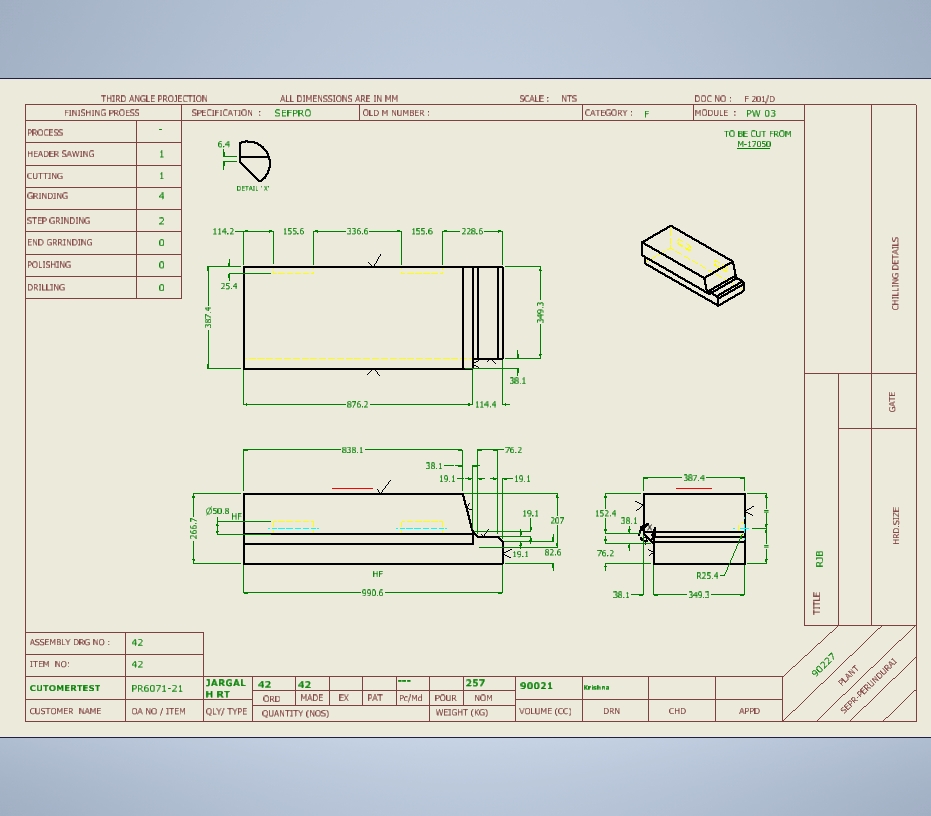 THIRD ANGLE PROJECTION ALL DIMENSSIONS ARE IN MM SCALE : NTS DOC NO : F 201/D
FINISHING PROESS SPECIFICATION : SEFPRO OLD M NUMBER : CATEGORY : F MODULE : PW 03
PROCESS -
HEADER SAWING 1
CUTTING 1
GRINDING 4
STEP GRINDING 2
END GRRINDING 0
POLISHING 0
DRILLING 0
TO BE CUT FROM
M-17050
6.4
DETAIL 'X'
114.2 155.6 336.6 155.6 228.6
25.4
387.4
349.3
38.1
876.2 114.4
838.1 76.2
38.1
19.1 19.1
Ø50.8
HF
266.7
19.1
207
19.1
82.6
HF
990.6
387.4
152.4
38.1
76.2
R25.4
38.1 349.3
CHILLING DETAILS
GATE
HRD.SIZE
TITLE RJB
ASSEMBLY DRG NO : 42
ITEM NO: 42
CUTOMERTEST PR6071-21 JARGAL
H RT
42 42 --- 257 90021 Krishna
ORD MADE EX PAT Pc/Md POUR NOM
CUSTOMER NAME OA NO / ITEM QLY/ TYPE QUANTITY (NOS) WEIGHT (KG) VOLUME (CC) DRN CHD APPD
90227
PLANT
SEPR-PERUNDURAI